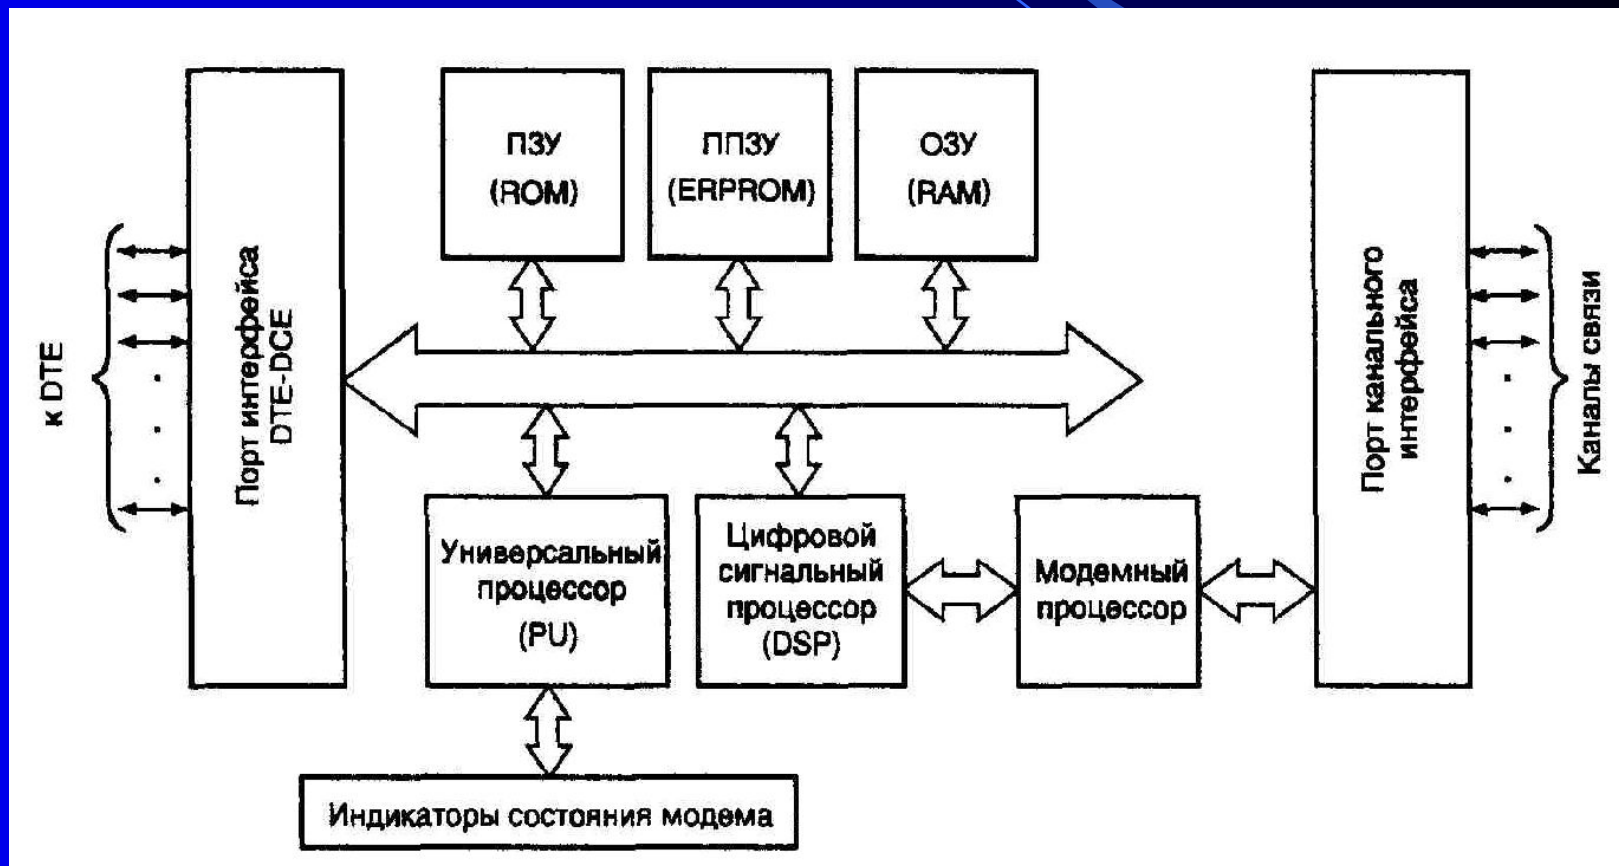 к DTE
Порт интерфейса
DTE-DCE
ПЗУ
(ROM)
ППЗУ
(ERPROM)
ОЗУ
(RAM)
Универсальный
процессор
(PU)
Цифровой
сигнальный
процессор
(DSP)
Модемный
процессор
Порт канального
интерфейса
Каналы связи
Индикаторы состояния модема